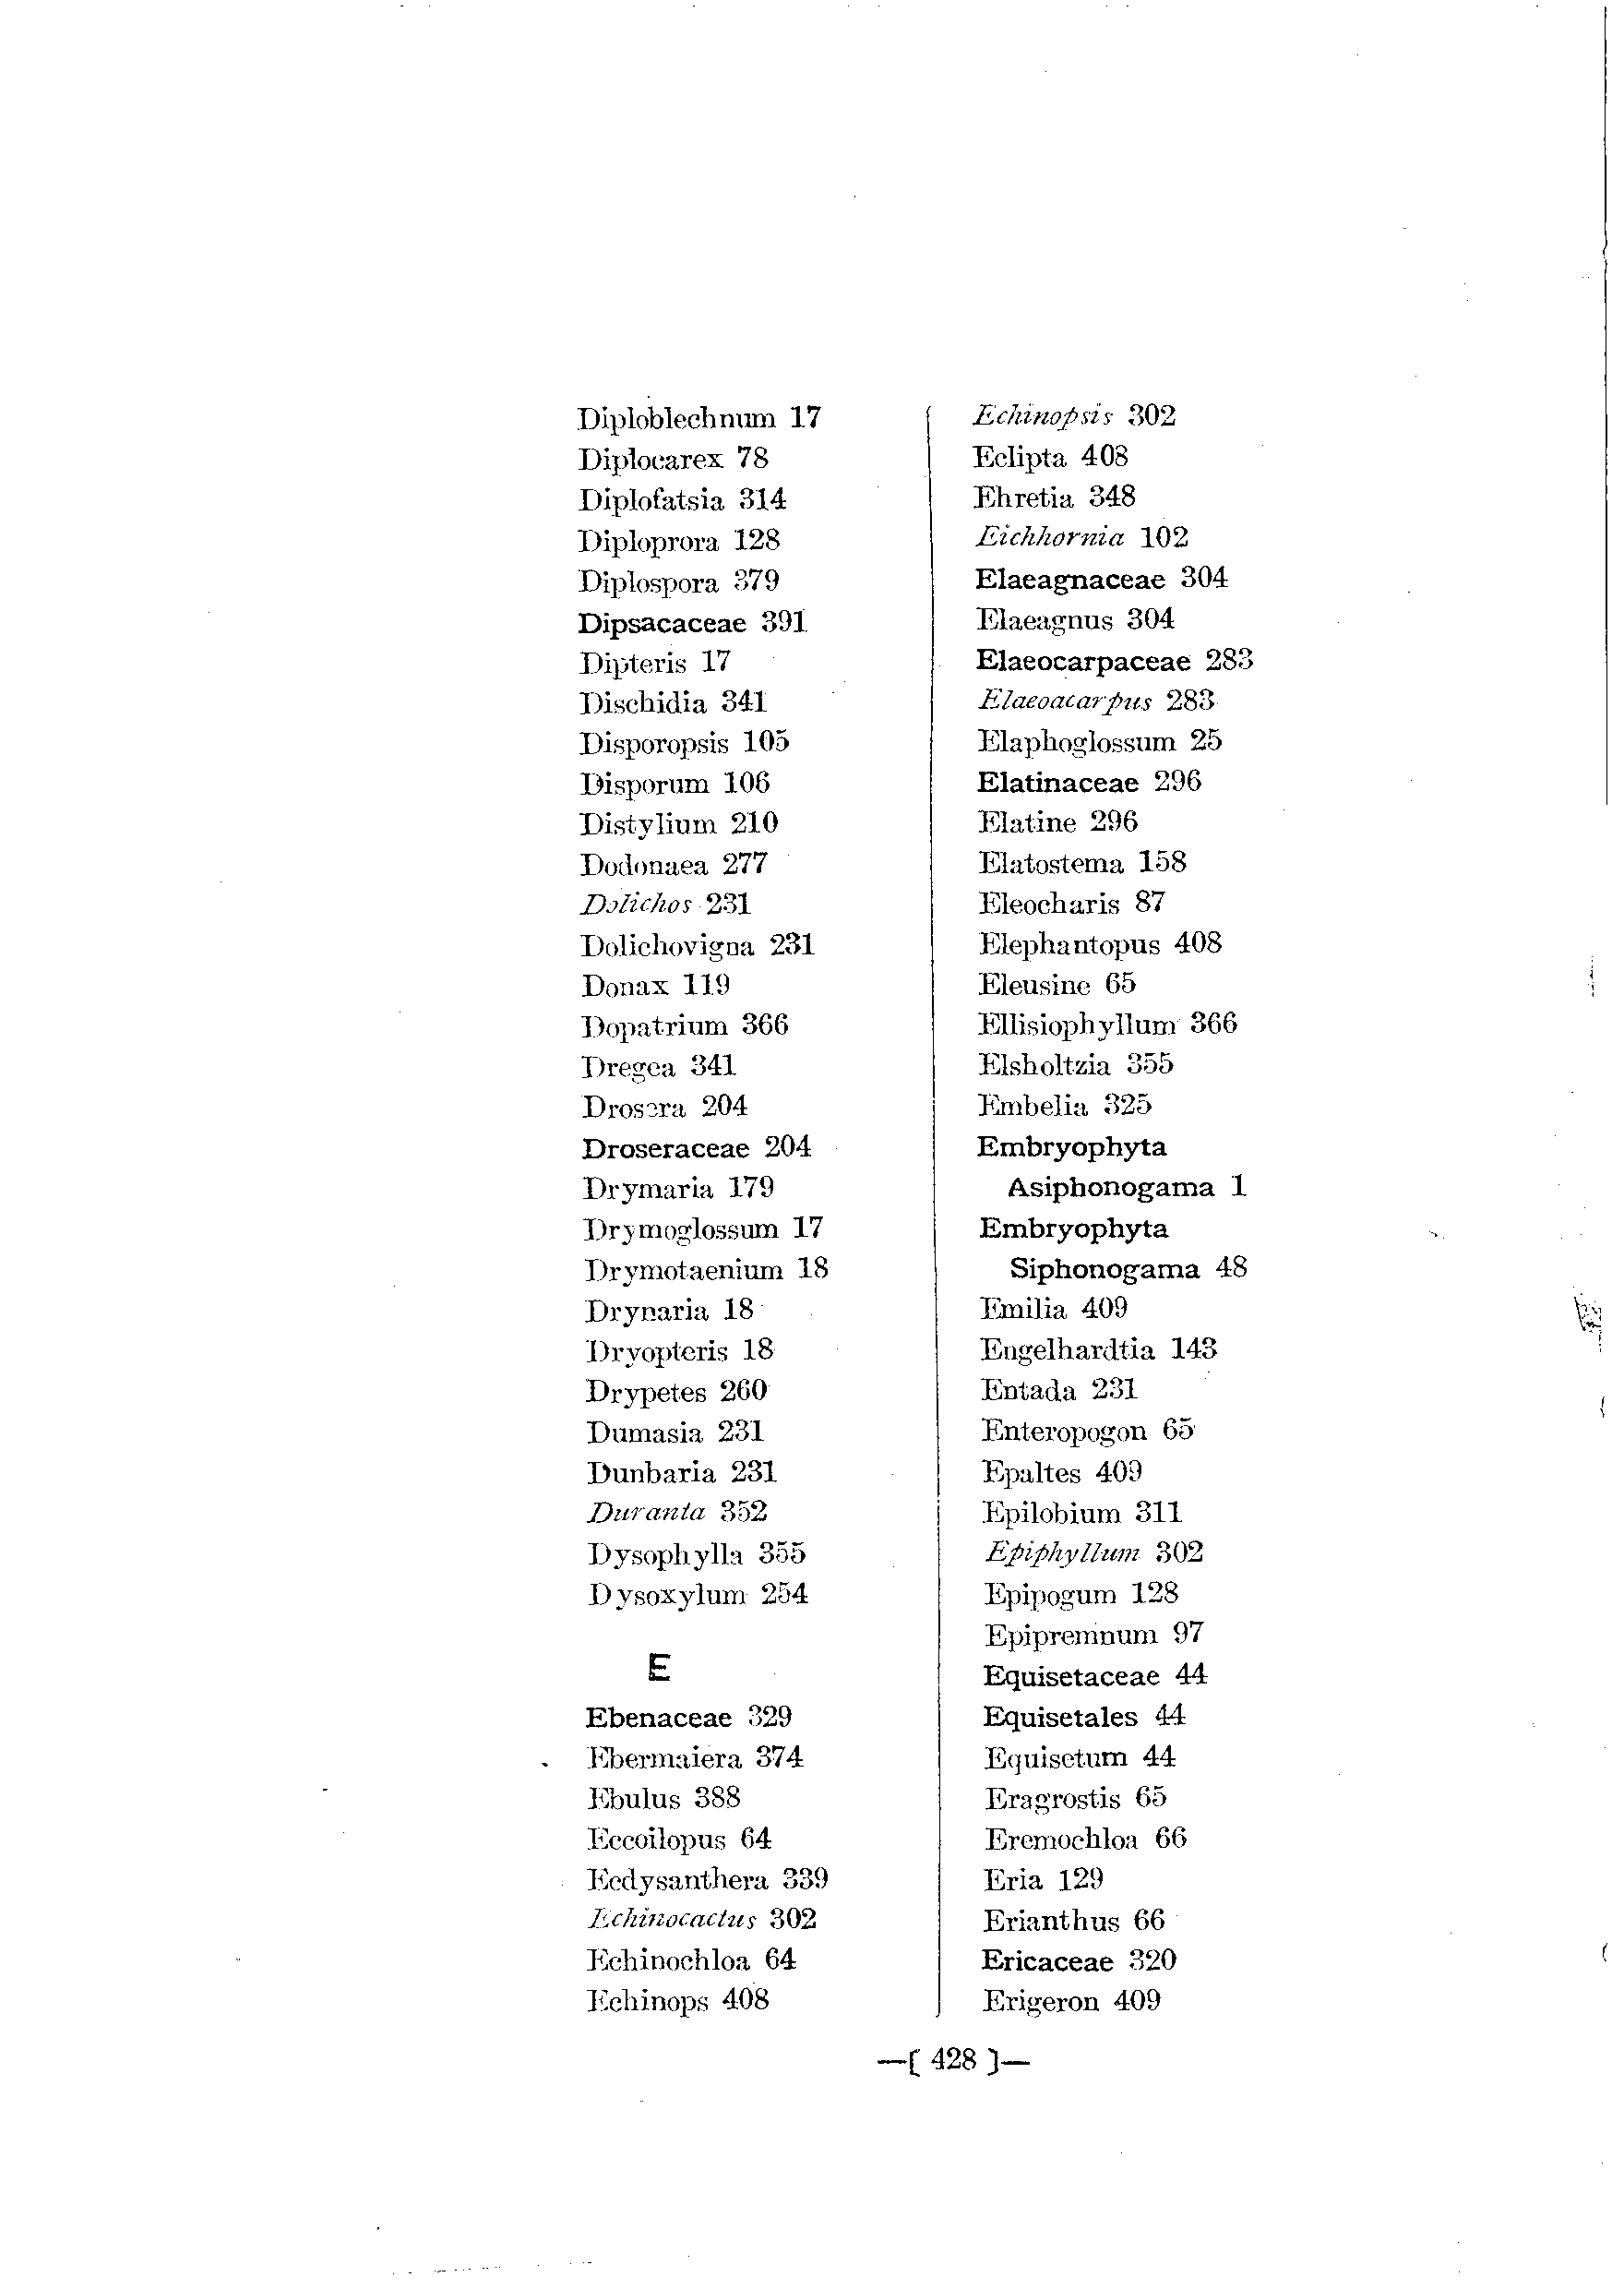 Diploblechnum 17
Diplocarex 78
Diplofatsia 314
Diploprora 128
Diplospora 379
Dipsacaceae 391
Dipteris 17
Dischidia 341
Disporopsis 105
Disporum 106
Distylium 210
Dodonaea 277
Dolichos 231
Dolichovigna 231
Donax 119
Dopatrium 366
Dregea 341
Drosera 204
Droseraceae 204
Drymaria 179
Drymoglossum 17
Drymotaenium 18
Drynaria 18
Dryopteris 18
Drypetes 260
Dumasia 231
Dunbaria 231
Duranta 352
Dysophylla 355
Dysoxylum 254
E
Ebenaceae 329
Ebermaiera 374
Ebulus 388
Eccoilopus 64
Ecdysanthera 339
Echinocactus 302
Echinochloa 64
Echinops 408
Echinopsis 302
Eclipta 408
Ehretia 348
Eichhornia 102
Elaeagnaceae 304
Elaeagnus 304
Elaeocarpaceae 283
Elaeoacarpus 283
Elaphoglossum 25
Elatinaceae 296
Elatine 296
Elatostema 158
Eleocharis 87
Elephantopus 408
Eleusine 65
Ellisiophyllum 366
Elsholtzia 355
Embelia 325
Embryophyta
Asiphonogama 1
Embryophyta
Siphonogama 48
Emilia 409
Engelhardtia 143
Entada 231
Enteropogon 65
Epaltes 409
Epilobium 311
Epiphyllum 302
Epipogum 128
Epipremnum 97
Equisetaceae 44
Equisetales 44
Equisetum 44
Eragrostis 65
Eremochloa 66
Eria 129
Erianthus 66
Ericaceae 320
Erigeron 409
—[ 428 ]—